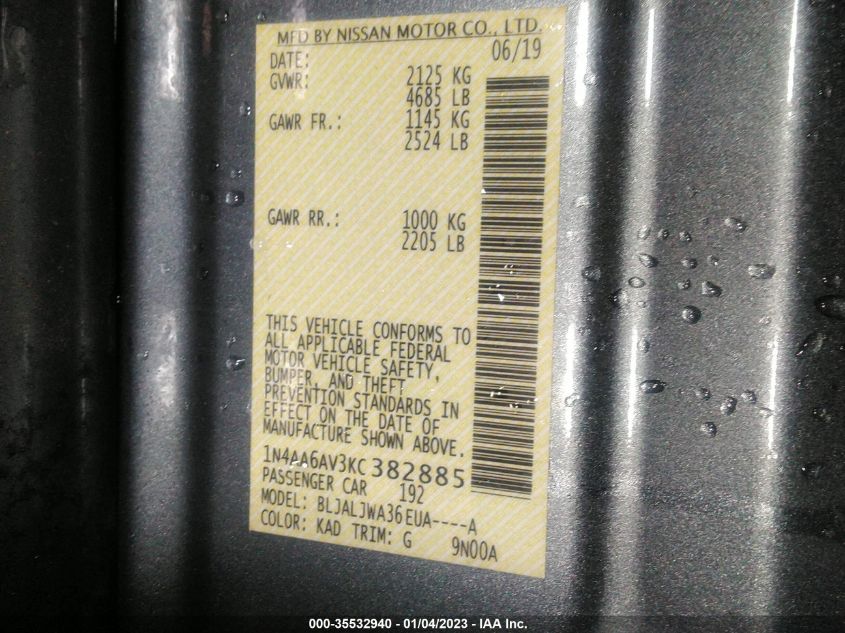 MFD BY NISSAN MOTOR CO., LTD.
DATE: 06/19
GVWR: 2125 KG
4685 LB
GAWR FR.: 1145 KG
2524 LB
GAWR RR.: 1000 KG
2205 LB
THIS VEHICLE CONFORMS TO
ALL APPLICABLE FEDERAL
MOTOR VEHICLE SAFETY,
BUMPER, AND THEFT
PREVENTION STANDARDS IN
EFFECT ON THE DATE OF
MANUFACTURE SHOWN ABOVE.
1N4AA6AV3KC382885
PASSENGER CAR 192
MODEL: BLJALJWA36EUA----A
COLOR: KAD TRIM: G 9N00A
000-35532940 - 01/04/2023 - IAA Inc.